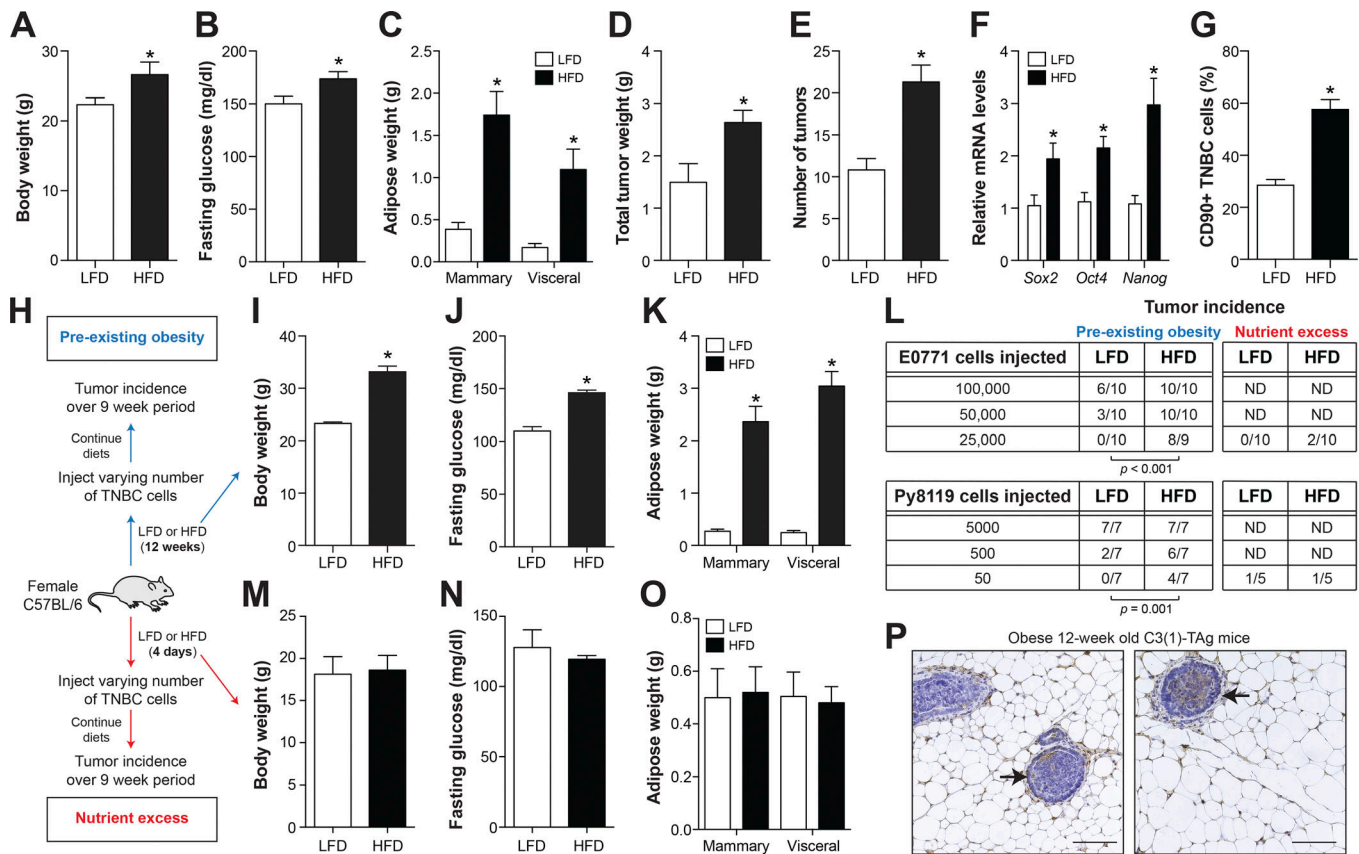 A
Body weight (g)
30
20
10
0
LFD HFD
*
B
Fasting glucose (mg/dl)
200
150
100
50
0
LFD HFD
*
C
Adipose weight (g)
2.5
2.0
1.5
1.0
0.5
0.0
LFD
HFD
* *
Mammary Visceral
D
Total tumor weight (g)
4
3
2
1
0
LFD HFD
*
E
Number of tumors
25
20
15
10
5
0
LFD HFD
*
F
Relative mRNA levels
4
3
2
1
0
LFD
HFD
* * *
Sox2 Oct4 Nanog
G
CD90+ TNBC cells (%)
80
60
40
20
0
LFD HFD
*
H
Pre-existing obesity
Tumor incidence
over 9 week period
Continue
diets
Inject varying number
of TNBC cells
LFD or HFD
(12 weeks)
Female
C57BL/6
LFD or HFD
(4 days)
Inject varying number
of TNBC cells
Continue
diets
Tumor incidence
over 9 week period
Nutrient excess
I
Body weight (g)
40
30
20
10
0
LFD HFD
*
J
Fasting glucose (mg/dl)
200
150
100
50
0
LFD HFD
*
K
Adipose weight (g)
4
3
2
1
0
LFD
HFD
* *
Mammary Visceral
L
Tumor incidence
Pre-existing obesity Nutrient excess
E0771 cells injected LFD HFD LFD HFD
100,000 6/10 10/10 ND ND
50,000 3/10 10/10 ND ND
25,000 0/10 8/9 0/10 2/10
p < 0.001
Py8119 cells injected LFD HFD LFD HFD
5000 7/7 7/7 ND ND
500 2/7 6/7 ND ND
50 0/7 4/7 1/5 1/5
p = 0.001
M
Body weight (g)
25
20
15
10
5
0
LFD HFD
N
Fasting glucose (mg/dl)
150
100
50
0
LFD HFD
O
Adipose weight (g)
0.8
0.6
0.4
0.2
0.0
LFD
HFD
Mammary Visceral
P
Obese 12-week old C3(1)-TAg mice